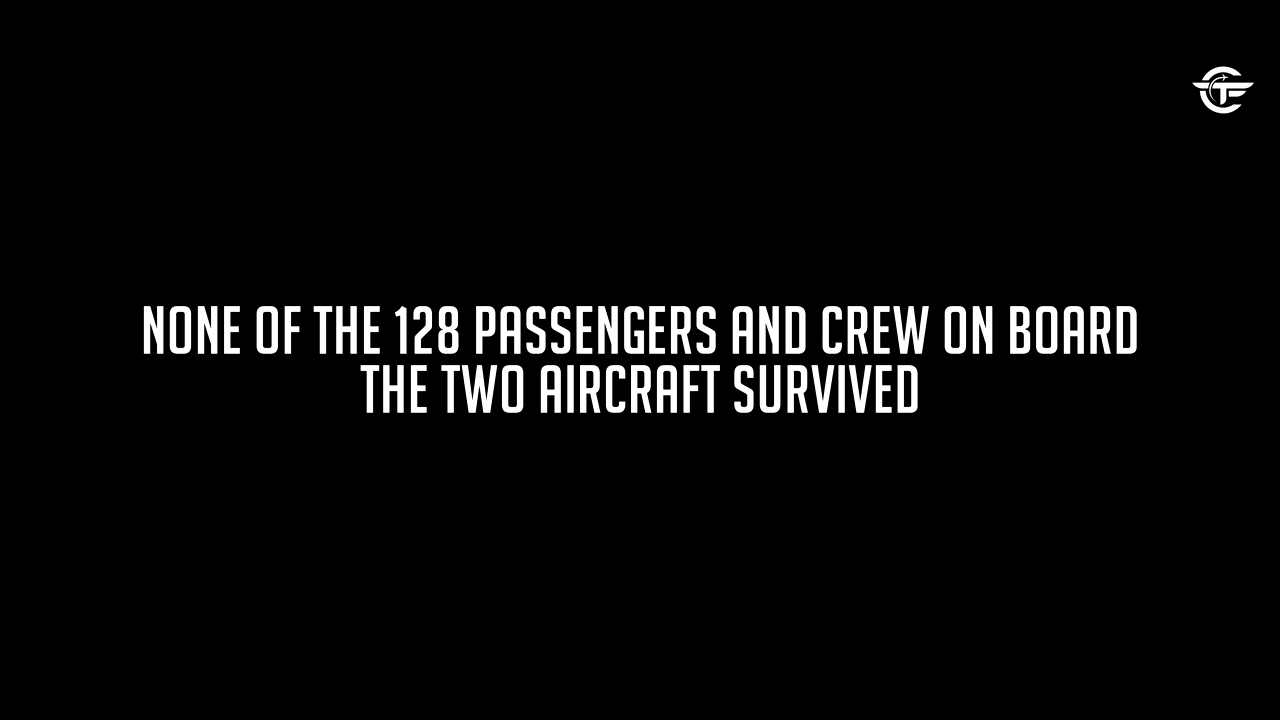 NONE OF THE 128 PASSENGERS AND CREW ON BOARD
THE TWO AIRCRAFT SURVIVED